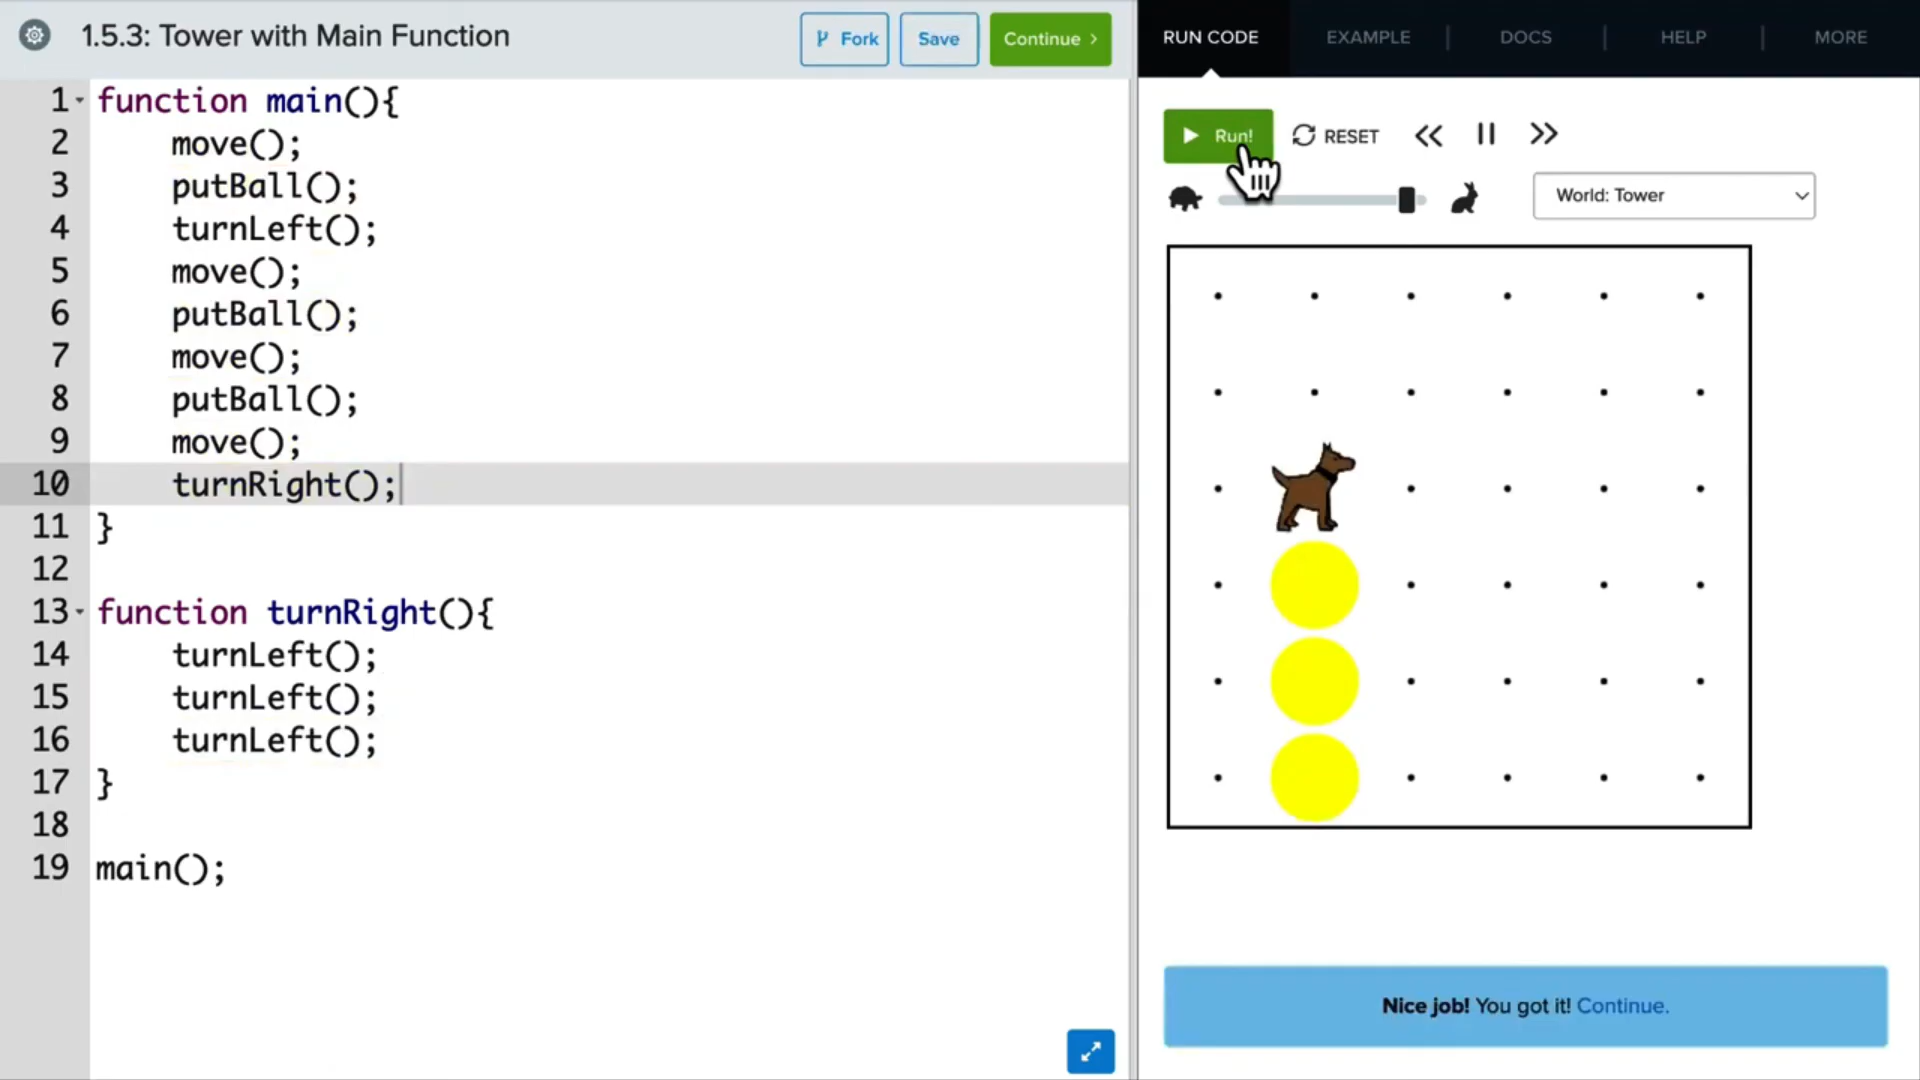 1.5.3: Tower with Main Function
Fork
Save
Continue >
RUN CODE
EXAMPLE
DOCS
HELP
MORE
1 function main(){
2 move();
3 putBall();
4 turnLeft();
5 move();
6 putBall();
7 move();
8 putBall();
9 move();
10 turnRight();
11 }
12
13 function turnRight(){
14 turnLeft();
15 turnLeft();
16 turnLeft();
17 }
18
19 main();
Run!
RESET
World: Tower
Nice job! You got it! Continue.